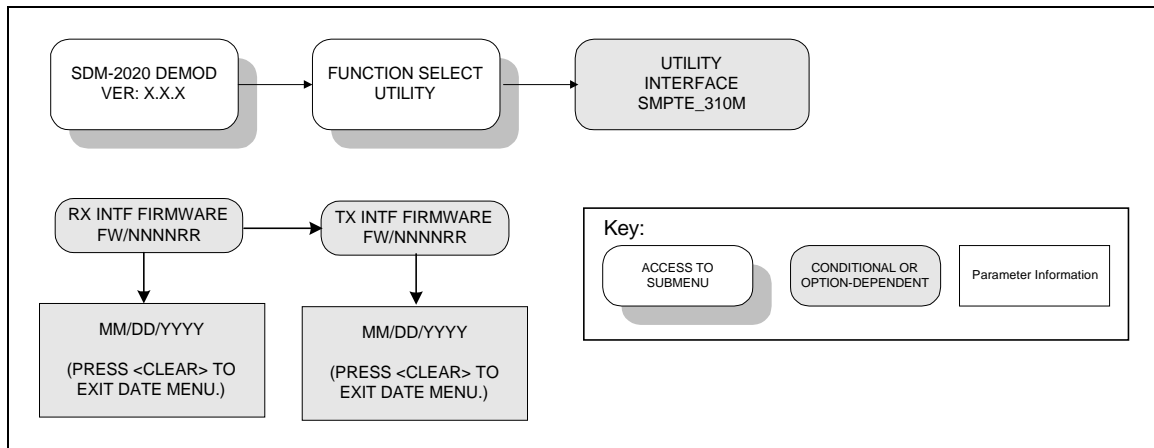 SDM-2020 DEMOD
VER: X.X.X
FUNCTION SELECT
UTILITY
UTILITY
INTERFACE
SMPTE_310M
RX INTF FIRMWARE
FW/NNNNRR
TX INTF FIRMWARE
FW/NNNNRR
MM/DD/YYYY
(PRESS <CLEAR> TO
EXIT DATE MENU.)
MM/DD/YYYY
(PRESS <CLEAR> TO
EXIT DATE MENU.)
Key:
ACCESS TO
SUBMENU
CONDITIONAL OR
OPTION-DEPENDENT
Parameter Information